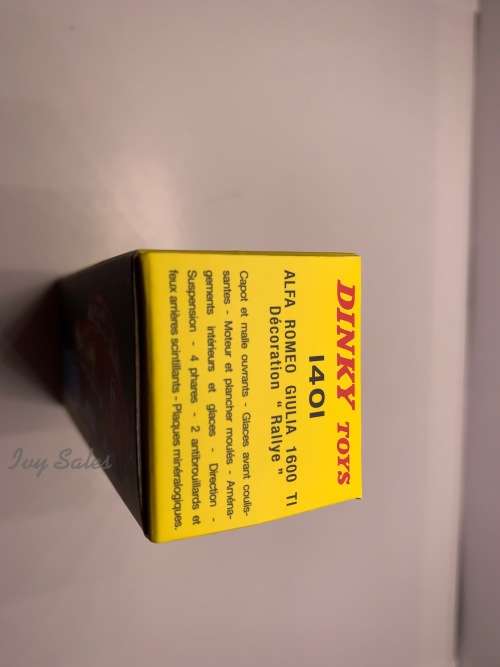 DINKY TOYS
1401
ALFA ROMEO GIULIA 1600 TI
Décoration “ Rallye ”
Capot et malle ouvrants - Glaces avant coulis-
santes - Moteur et plancher moulés - Aména-
gements intérieurs et glaces - Direction -
Suspension - 4 phares - 2 antibrouillards et
feux arrières scintillants - Plaques minéralogiques.
Ivy Sales